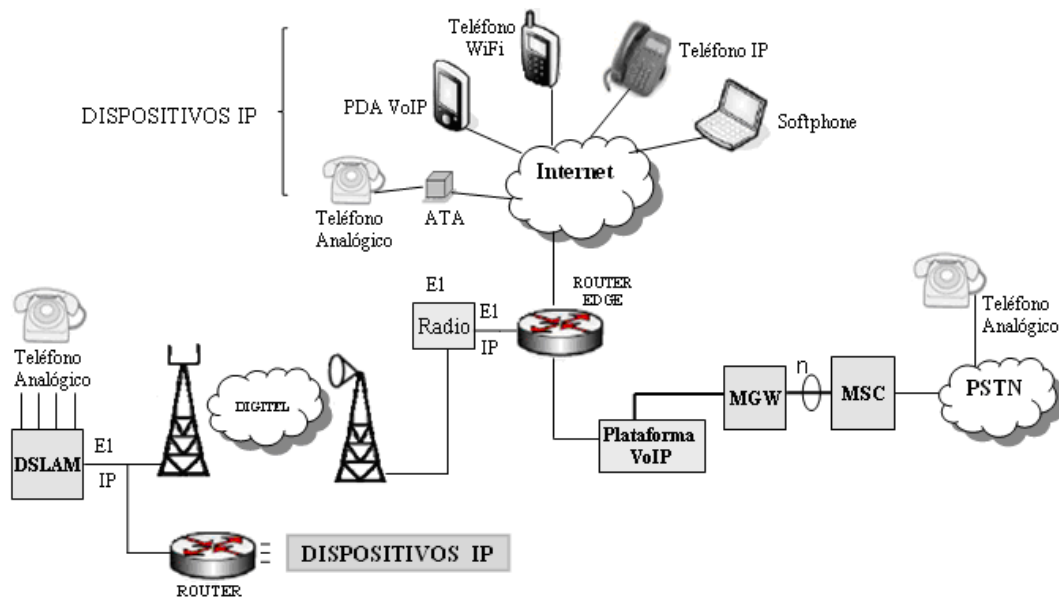 Teléfono
WiFi
Teléfono IP
PDA VoIP
DISPOSITIVOS IP
Softphone
Internet
Teléfono
Analógico
ATA
E1
ROUTER
EDGE
Radio
E1
IP
Teléfono
Analógico
Teléfono
Analógico
DIGITEL
n
MGW
MSC
PSTN
Plataforma
VoIP
DSLAM
E1
IP
DISPOSITIVOS IP
ROUTER